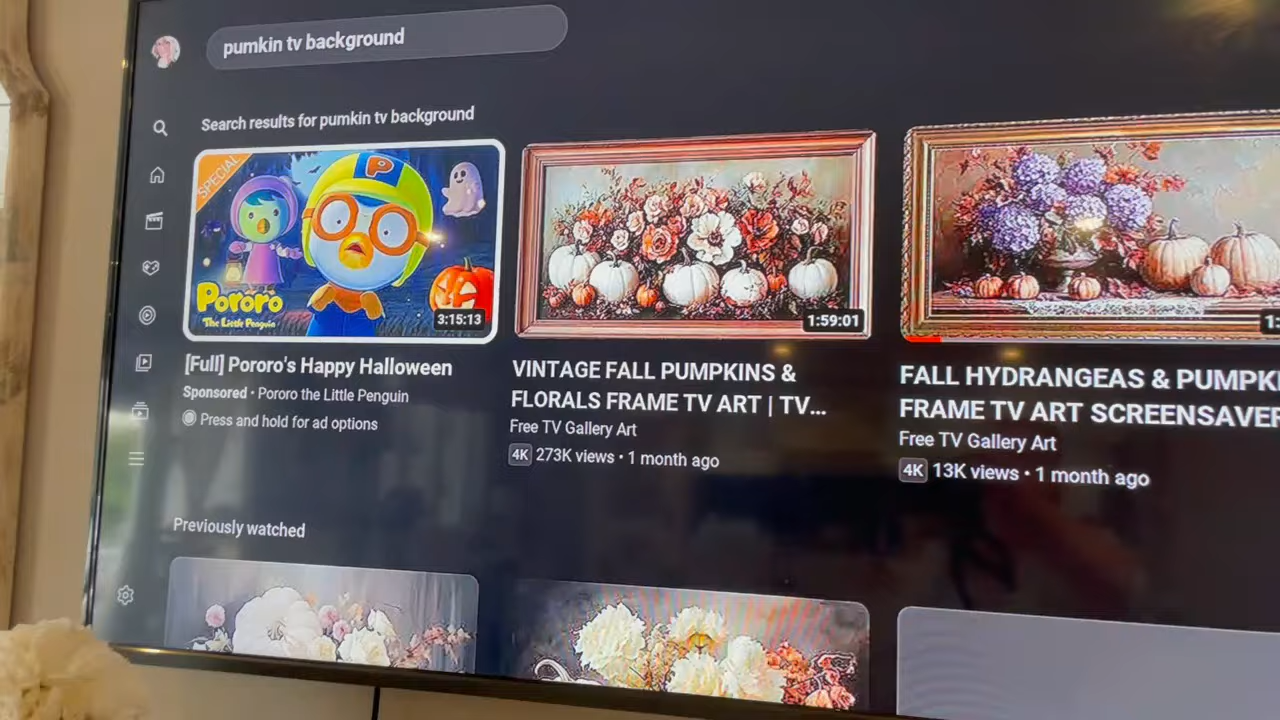 pumkin tv background
Search results for pumkin tv background
SPECIAL
P
Pororo
The Little Penguin
3:15:13
1:59:01
[Full] Pororo's Happy Halloween
Sponsored • Pororo the Little Penguin
Press and hold for ad options
VINTAGE FALL PUMPKINS &
FLORALS FRAME TV ART | TV...
Free TV Gallery Art
4K 273K views • 1 month ago
FALL HYDRANGEAS & PUMPK
FRAME TV ART SCREENSAVER
Free TV Gallery Art
4K 13K views • 1 month ago
Previously watched